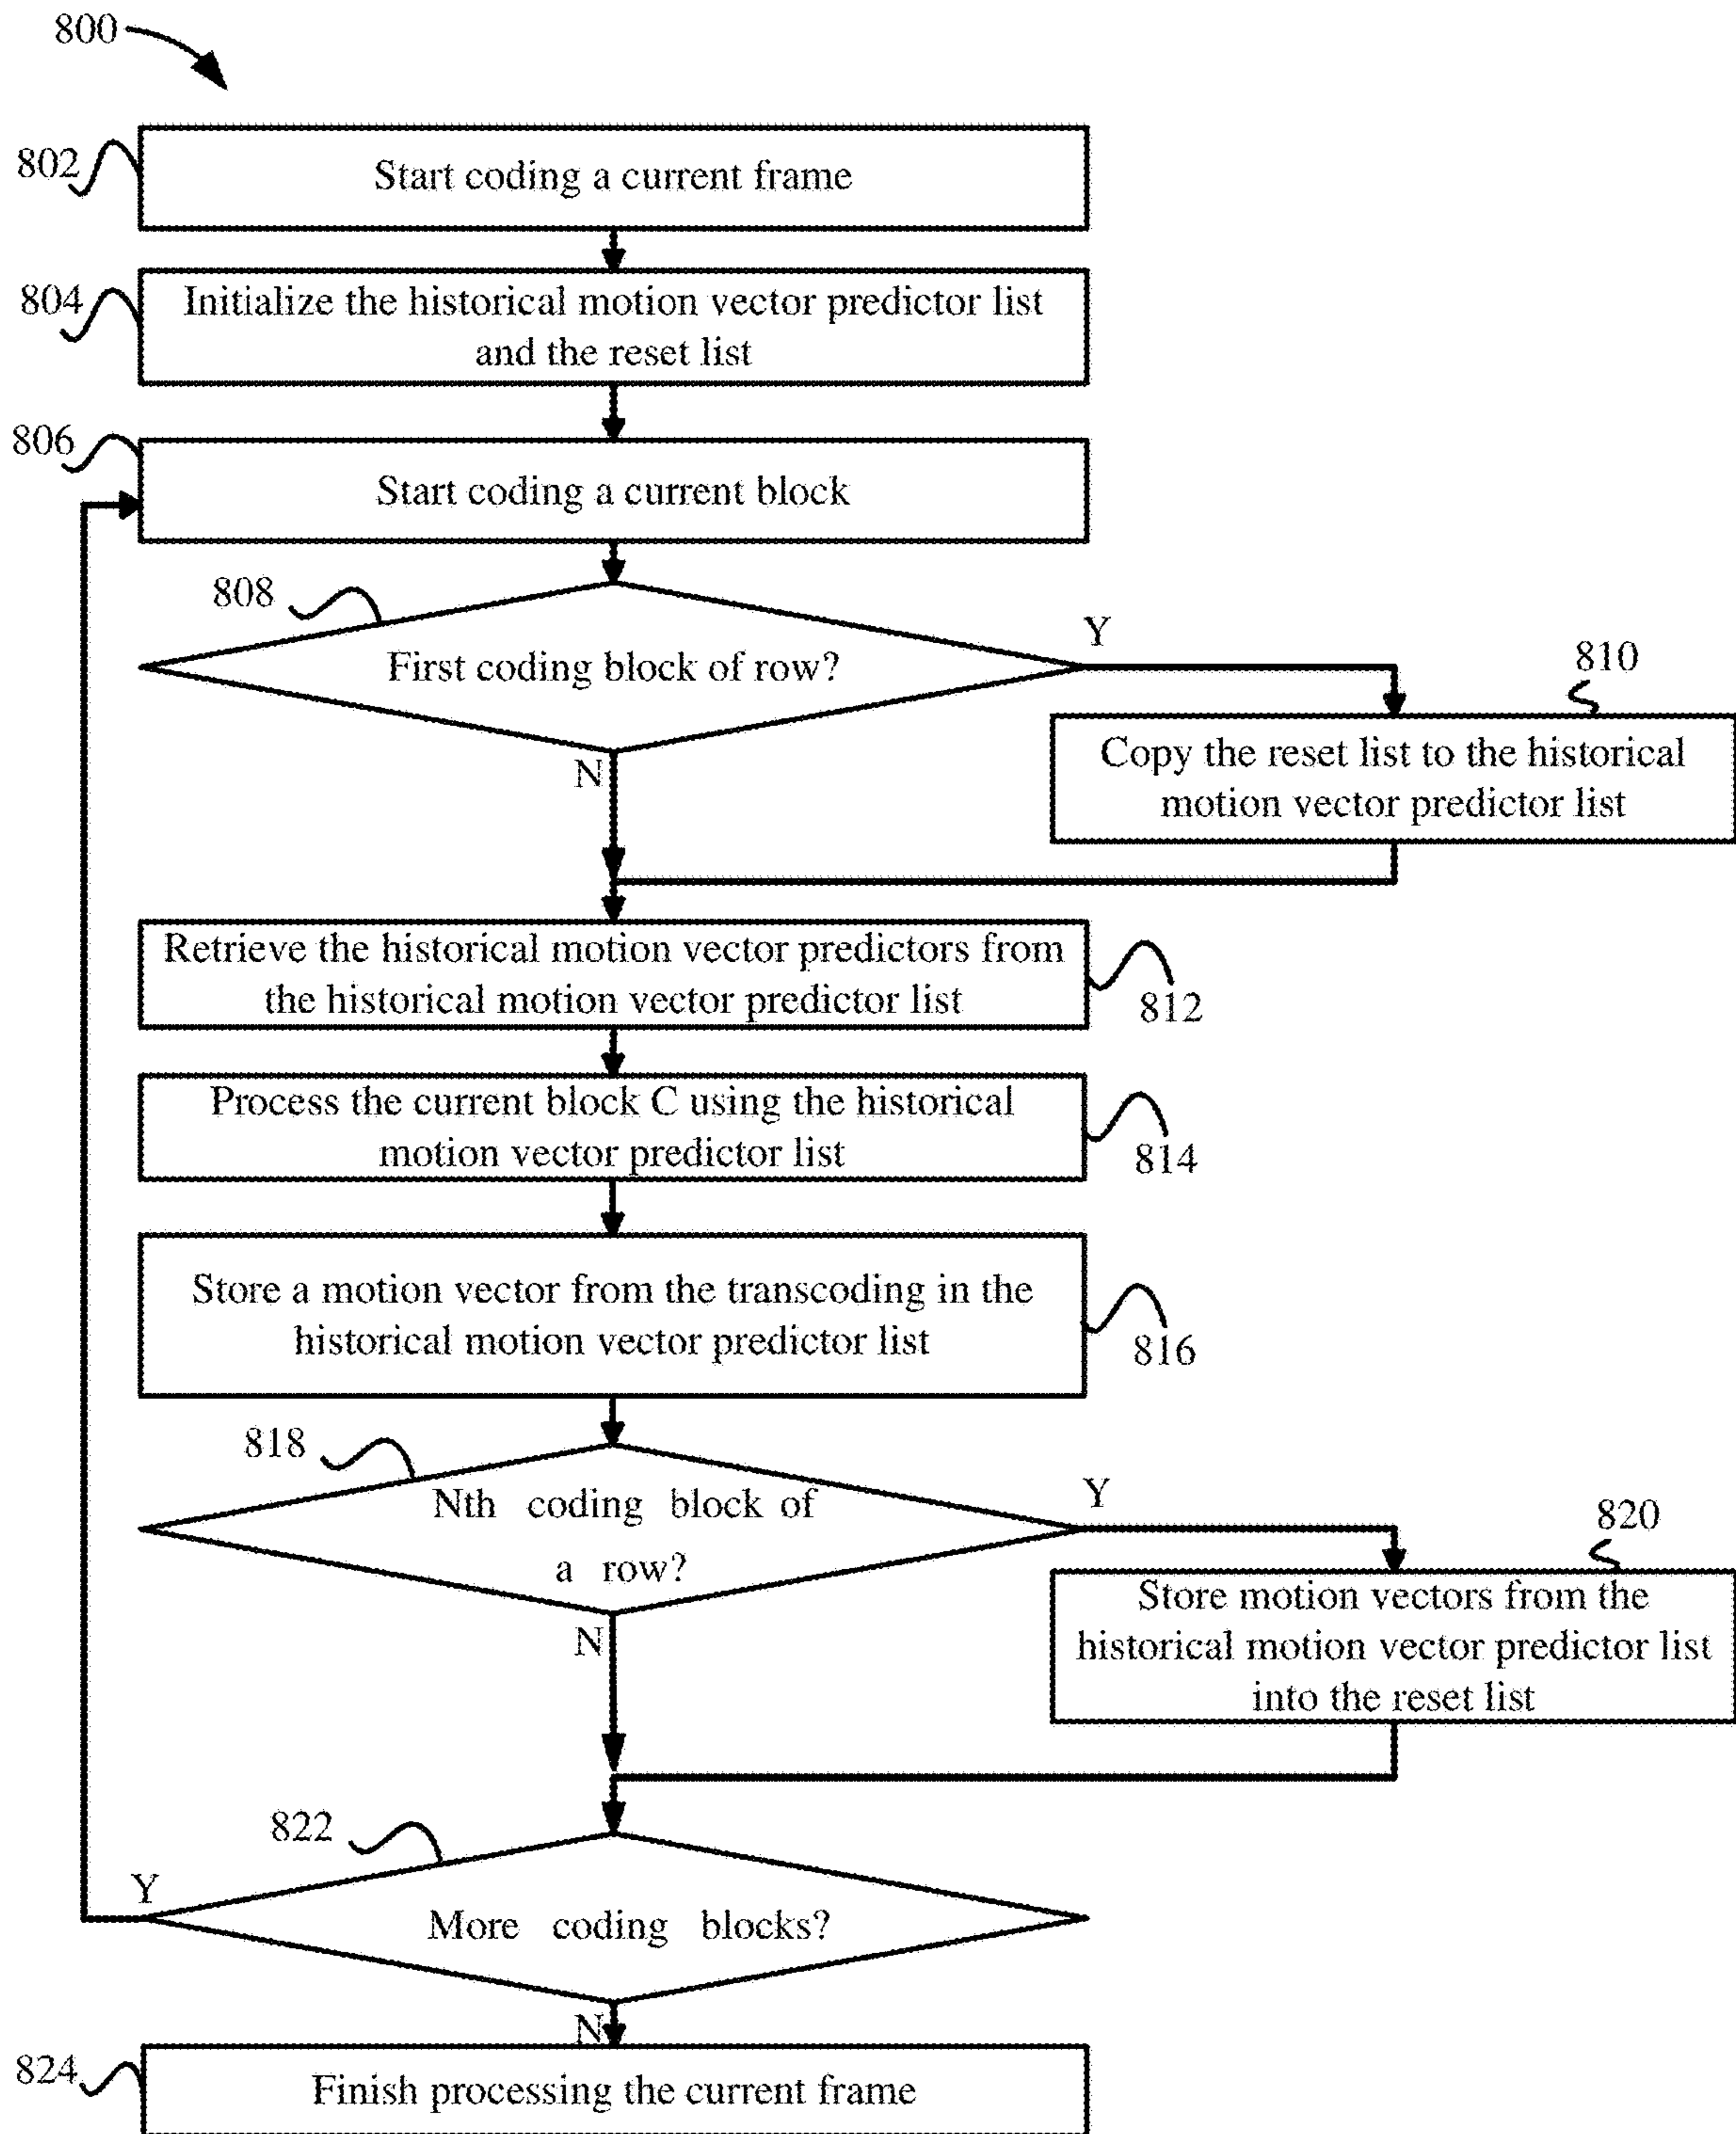 800
802
Start coding a current frame
804
Initialize the historical motion vector predictor list
and the reset list
806
Start coding a current block
808
First coding block of row?
Y
N
810
Copy the reset list to the historical
motion vector predictor list
Retrieve the historical motion vector predictors from
the historical motion vector predictor list
812
Process the current block C using the historical
motion vector predictor list
814
Store a motion vector from the transcoding in the
historical motion vector predictor list
816
818
Nth coding block of
a row?
Y
N
820
Store motion vectors from the
historical motion vector predictor list
into the reset list
822
Y
More coding blocks?
N
824
Finish processing the current frame